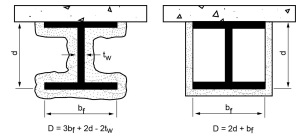 d
t_w
b_f
D = 3b_f + 2d - 2t_w
d
b_f
D = 2d + b_f